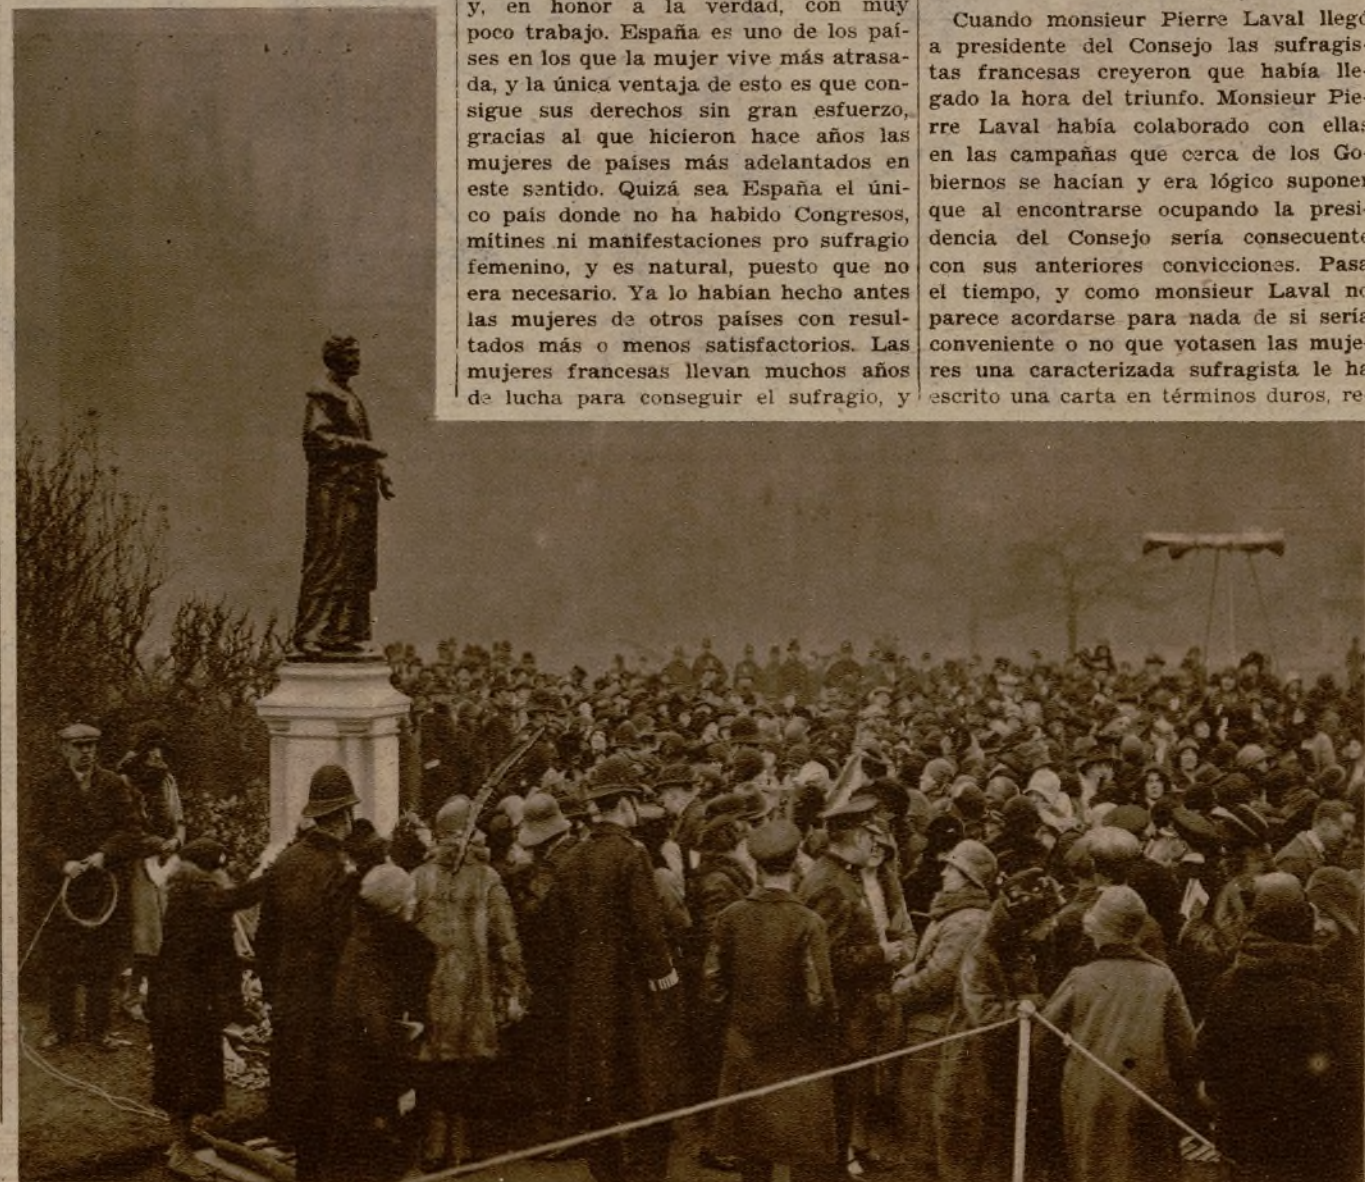 y, en honor a la verdad, con muy
poco trabajo. España es uno de los paí-
ses en los que la mujer vive más atrasa-
da, y la única ventaja de esto es que con-
sigue sus derechos sin gran esfuerzo,
gracias al que hicieron hace años las
mujeres de países más adelantados en
este sentido. Quizá sea España el úni-
co país donde no ha habido Congresos,
mítines ni manifestaciones pro sufragio
femenino, y es natural, puesto que no
era necesario. Ya lo habían hecho antes
las mujeres de otros países con resul-
tados más o menos satisfactorios. Las
mujeres francesas llevan muchos años
de lucha para conseguir el sufragio, y
Cuando monsieur Pierre Laval llegó
a presidente del Consejo las sufragis-
tas francesas creyeron que había lle-
gado la hora del triunfo. Monsieur Pie-
rre Laval había colaborado con ellas
en las campañas que cerca de los Go-
biernos se hacían y era lógico suponer
que al encontrarse ocupando la presi-
dencia del Consejo sería consecuente
con sus anteriores convicciones. Pasa
el tiempo, y como monsieur Laval no
parece acordarse para nada de si sería
conveniente o no que votasen las muje-
res una caracterizada sufragista le ha
escrito una carta en términos duros, re-